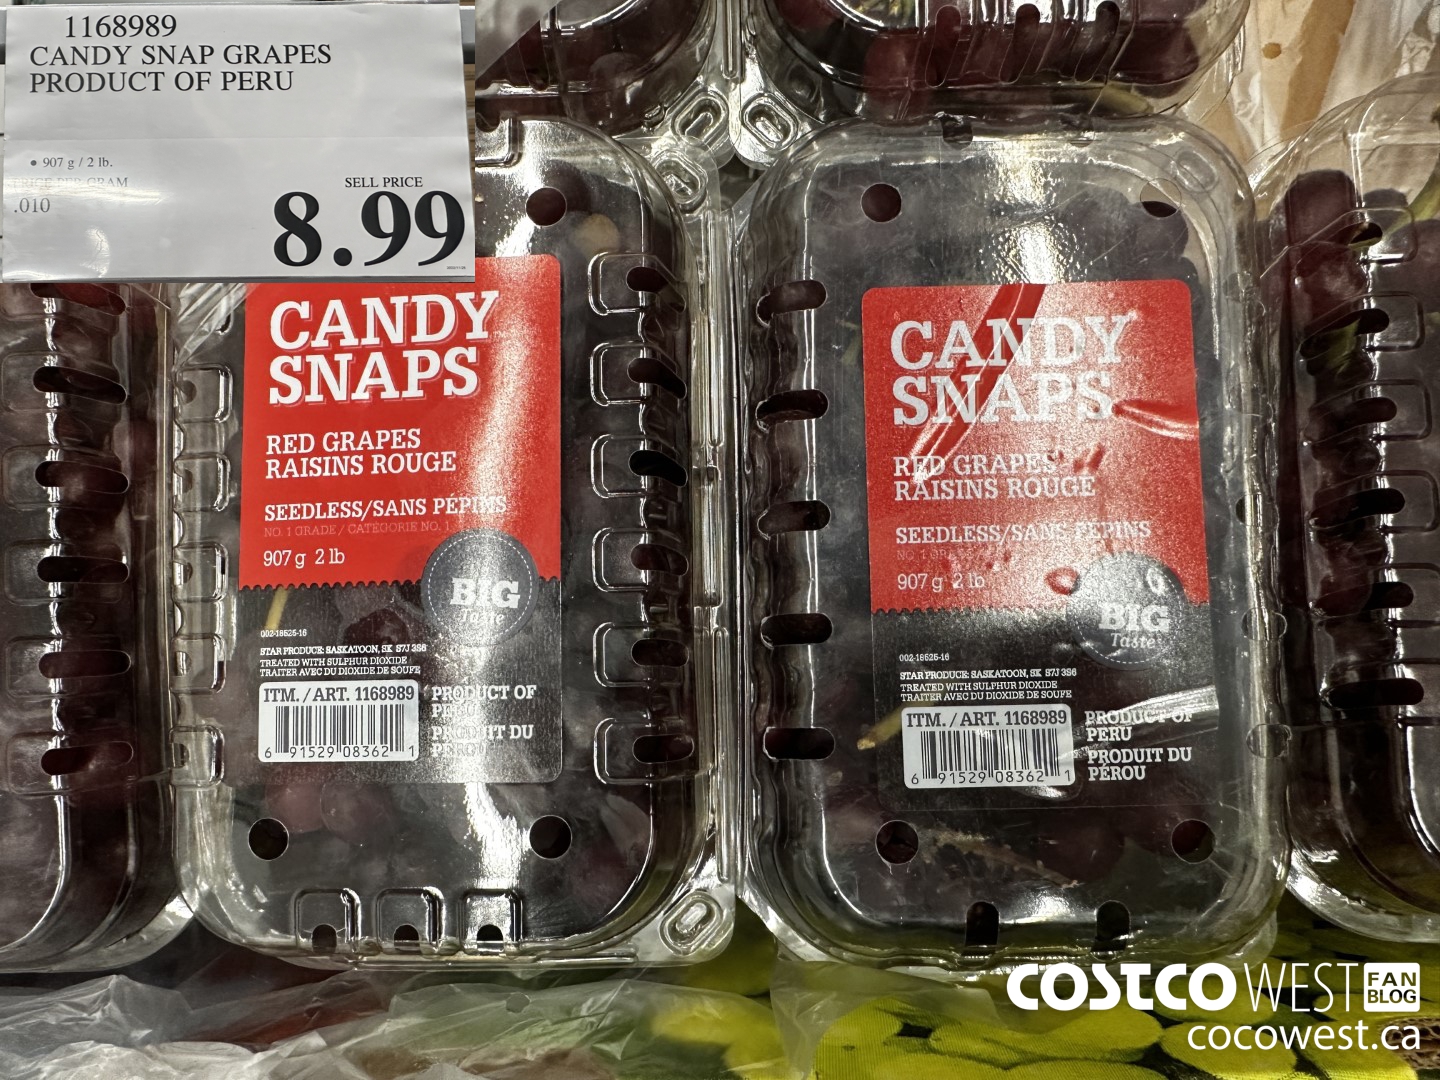 1168989
CANDY SNAP GRAPES
PRODUCT OF PERU
• 907 g / 2 lb.
PER GRAM
.010
SELL PRICE
8.99
CANDY
SNAPS
RED GRAPES
RAISINS ROUGE
SEEDLESS/SANS PÉPINS
NO. 1 GRADE / CATÉGORIE NO. 1
907 g 2 lb
BIG
Taste
002-18525-16
STAR PRODUCE: SASKATOON, SK S7J 3S6
TREATED WITH SULPHUR DIOXIDE
TRAITER AVEC DU DIOXIDE DE SOUFE
ITM. / ART. 1168989
6 91529 08362 1
PRODUCT OF
PRODUIT DU
CANDY
SNAPS
RED GRAPES
RAISINS ROUGE
SEEDLESS/SANS PÉPINS
NO. 1
907 g 2 lb
BIG
Taste
002-18525-16
STAR PRODUCE: SASKATOON, SK S7J 3S6
TREATED WITH SULPHUR DIOXIDE
TRAITER AVEC DU DIOXIDE DE SOUFE
ITM. / ART. 1168989
6 91529 08362 1
PRODUCT OF
PERU
PRODUIT DU
PÉROU
COSTCO WEST FAN BLOG
cocowest.ca